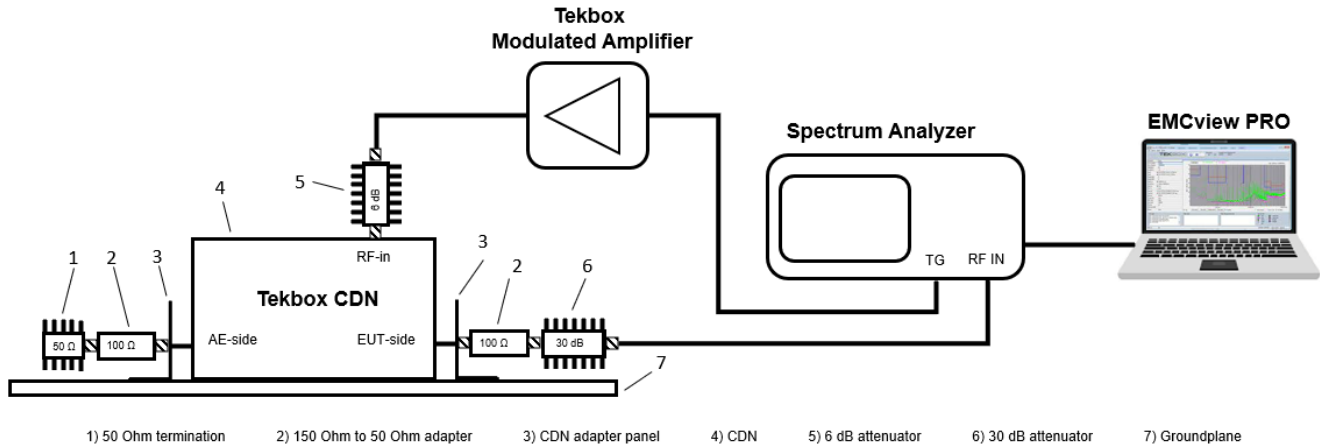 Tekbox
Modulated Amplifier
Spectrum Analyzer
EMCview PRO
5
6 dB
4
RF-in
3
TG
RF IN
1
2
3
2
6
Tekbox CDN
50 Ω
100 Ω
AE-side
EUT-side
100 Ω
30 dB
7
1) 50 Ohm termination
2) 150 Ohm to 50 Ohm adapter
3) CDN adapter panel
4) CDN
5) 6 dB attenuator
6) 30 dB attenuator
7) Groundplane